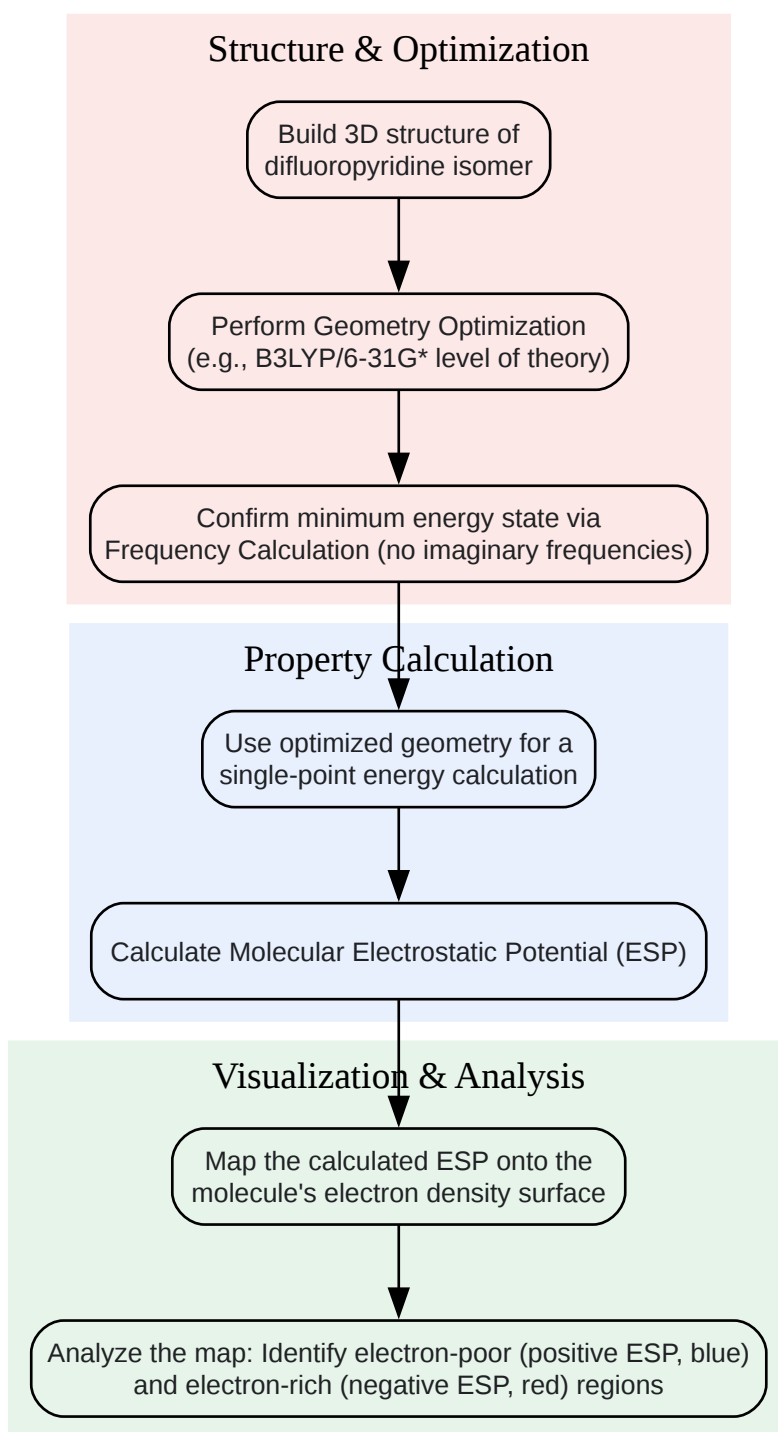 Structure & Optimization
Build 3D structure of
difluoropyridine isomer
Perform Geometry Optimization
(e.g., B3LYP/6-31G* level of theory)
Confirm minimum energy state via
Frequency Calculation (no imaginary frequencies)
Property Calculation
Use optimized geometry for a
single-point energy calculation
Calculate Molecular Electrostatic Potential (ESP)
Visualization & Analysis
Map the calculated ESP onto the
molecule's electron density surface
Analyze the map: Identify electron-poor (positive ESP, blue)
and electron-rich (negative ESP, red) regions